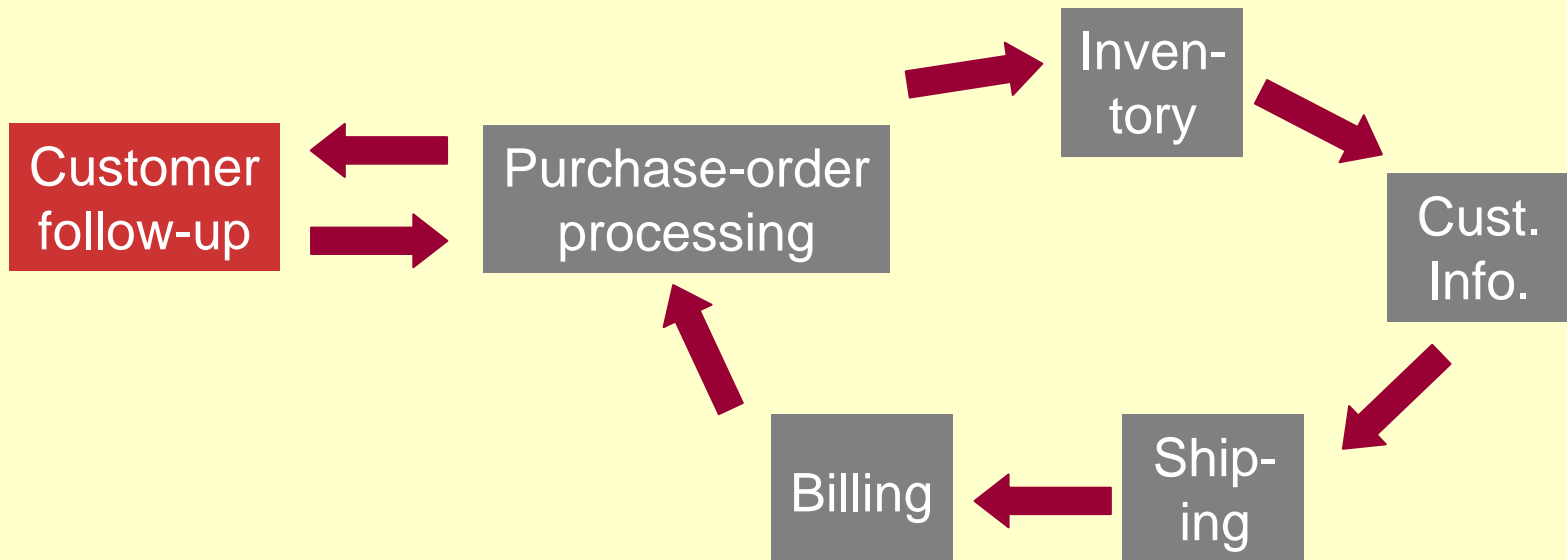 Customer
follow-up
Purchase-order
processing
Inven-
tory
Cust.
Info.
Ship-
ing
Billing